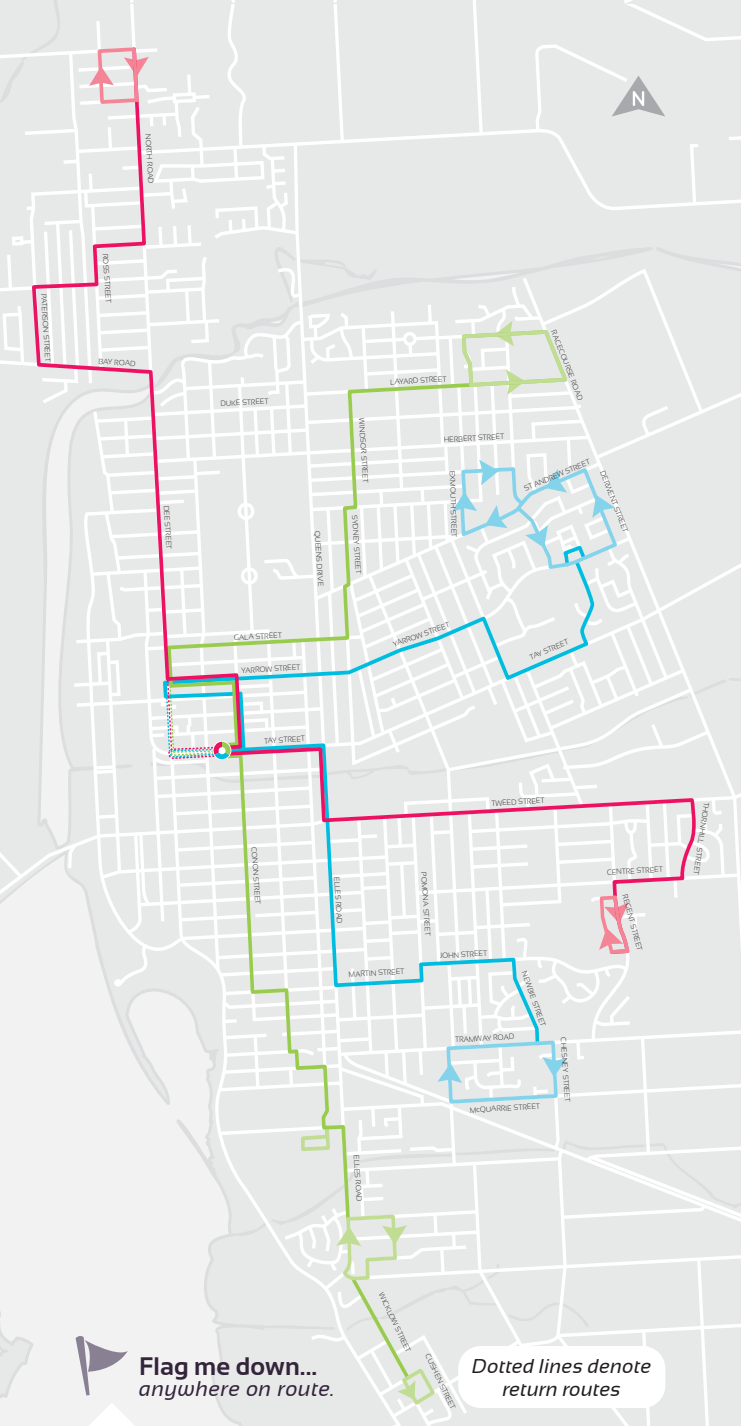 N
NORTH ROAD
ROSS STREET
PATERSON STREET
BAY ROAD
RACECOURSE ROAD
LAYARD STREET
DUKE STREET
WINDSOR STREET
HERBERT STREET
EXMOUTH STREET
ST ANDREW STREET
DERWENT STREET
DEE STREET
SYDNEY STREET
QUEENS DRIVE
GALA STREET
YARROW STREET
YARROW STREET
TAY STREET
TAY STREET
TWEED STREET
THORNHILL STREET
CONON STREET
ELLES ROAD
POMONA STREET
CENTRE STREET
REGENT STREET
JOHN STREET
MARTIN STREET
NEWBIE STREET
TRAMWAY ROAD
CHESNEY STREET
McQUARRIE STREET
ELLES ROAD
WICKLOW STREET
CUSHEN STREET
Flag me down...
anywhere on route.
Dotted lines denote
return routes